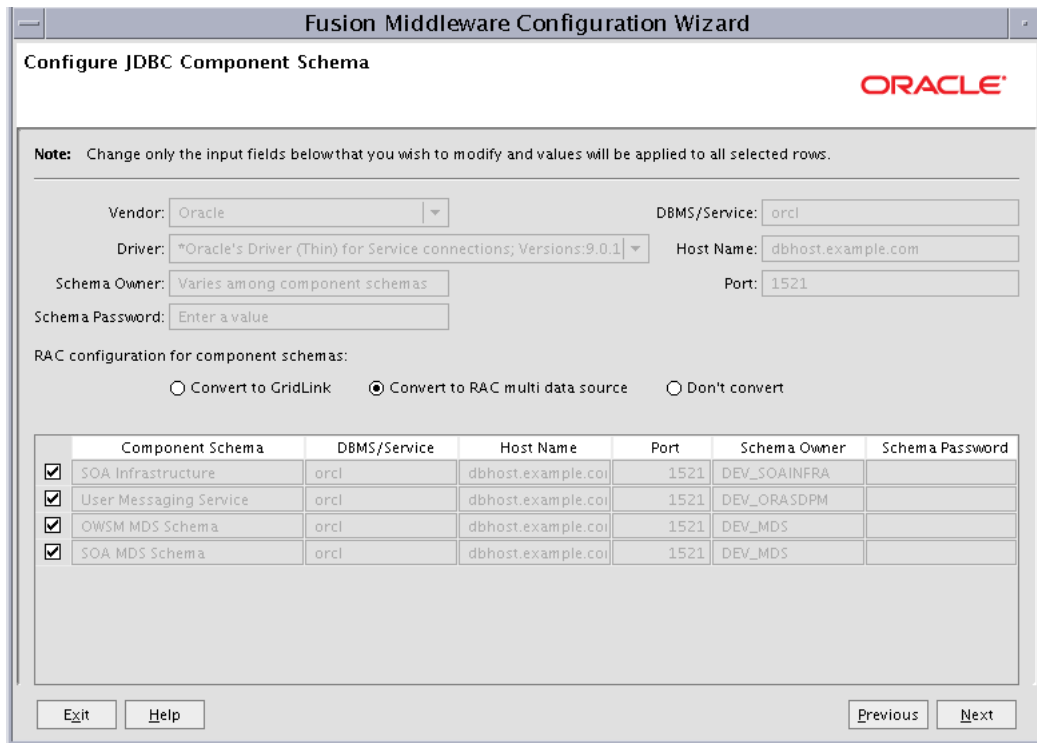 Fusion Middleware Configuration Wizard
Configure JDBC Component Schema
ORACLE
Note: Change only the input fields below that you wish to modify and values will be applied to all selected rows.
Vendor: Oracle DBMS/Service: orcl
Driver: *Oracle's Driver (Thin) for Service connections; Versions:9.0.1 Host Name: dbhost.example.com
Schema Owner: Varies among component schemas Port: 1521
Schema Password: Enter a value
RAC configuration for component schemas:
Convert to GridLink Convert to RAC multi data source Don't convert
Component Schema DBMS/Service Host Name Port Schema Owner Schema Password
SOA Infrastructure orcl dbhost.example.co 1521 DEV_SOAINFRA
User Messaging Service orcl dbhost.example.co 1521 DEV_ORASDPM
OWSM MDS Schema orcl dbhost.example.co 1521 DEV_MDS
SOA MDS Schema orcl dbhost.example.co 1521 DEV_MDS
Exit Help Previous Next